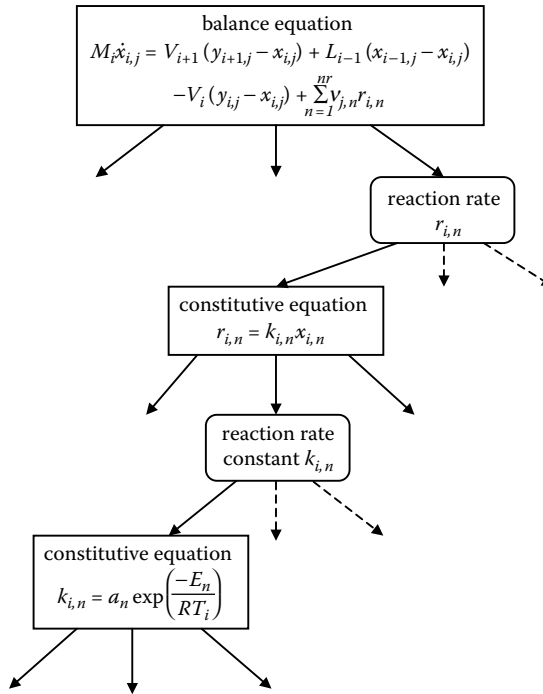 balance equation
M_i ẋ_{i,j} = V_{i+1} (y_{i+1,j} − x_{i,j}) + L_{i−1} (x_{i−1,j} − x_{i,j})
−V_i (y_{i,j} − x_{i,j}) + ∑_{n=1}^{nr} ν_{j,n} r_{i,n}
reaction rate
r_{i,n}
constitutive equation
r_{i,n} = k_{i,n} x_{i,n}
reaction rate
constant k_{i,n}
constitutive equation
k_{i,n} = a_n exp(−E_n / RT_i)